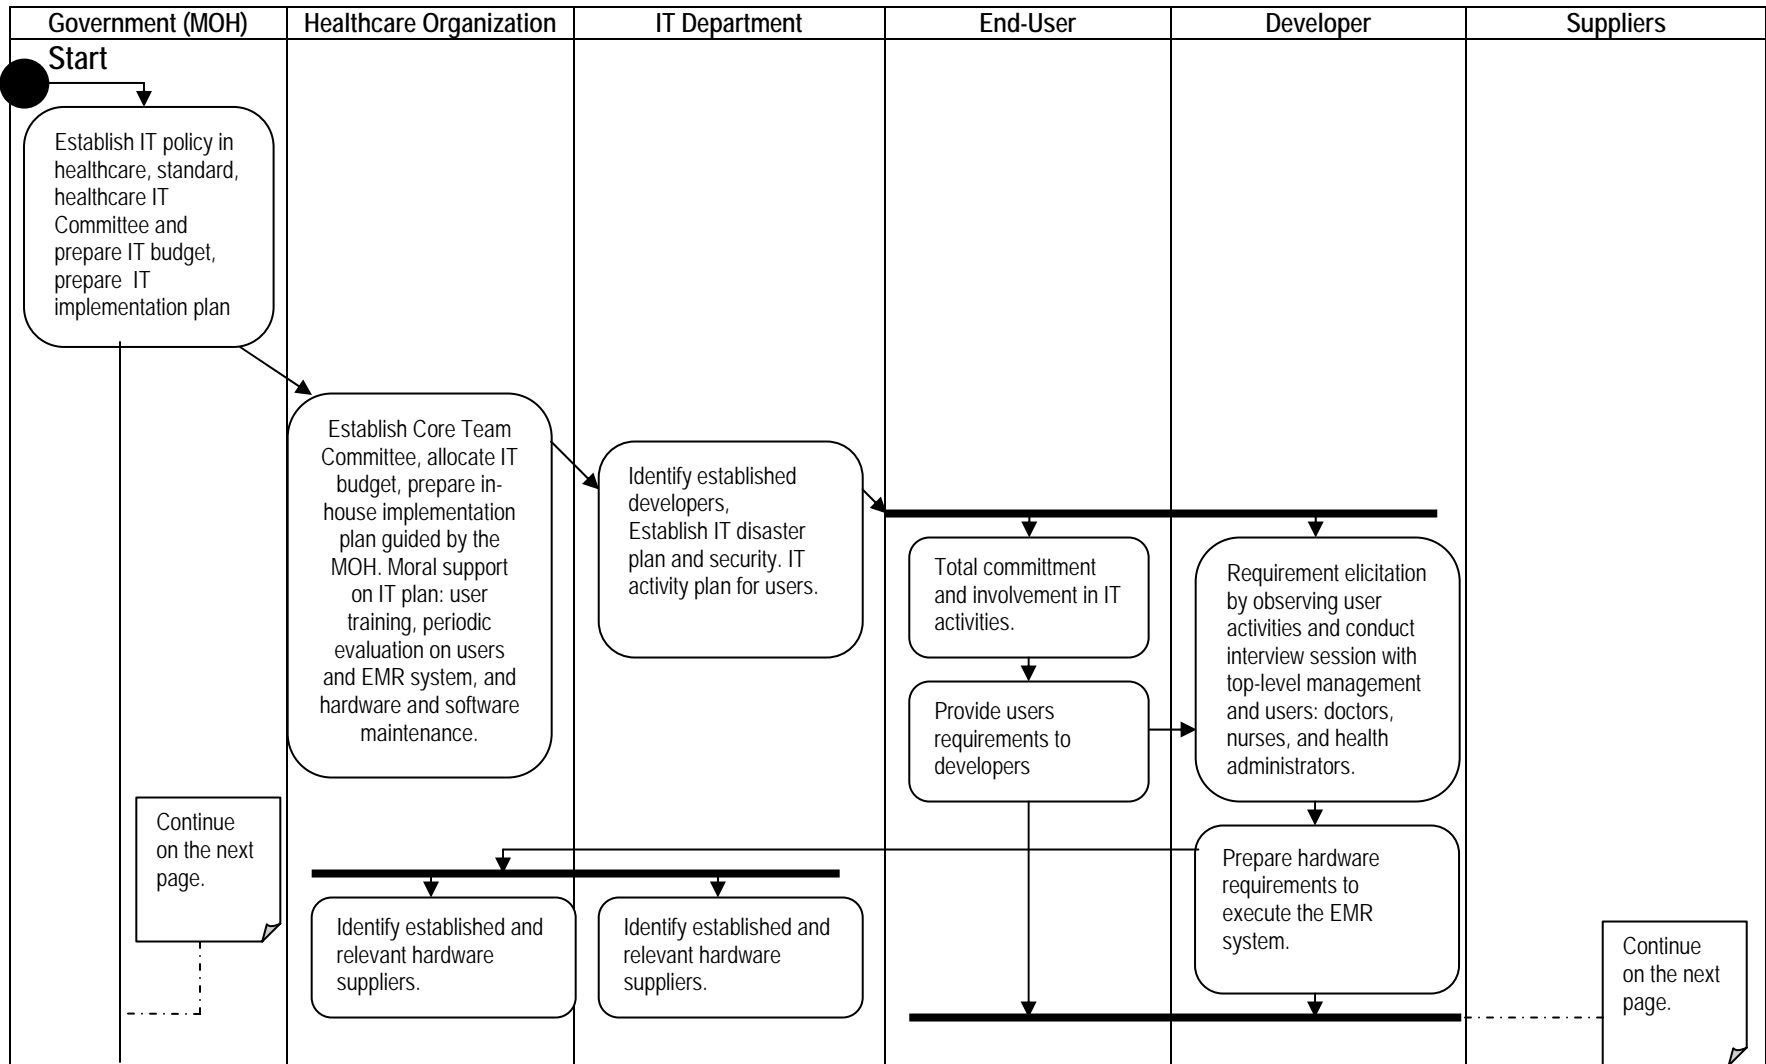 Government (MOH)
Healthcare Organization
IT Department
End-User
Developer
Suppliers
Start
Establish IT policy in
healthcare, standard,
healthcare IT
Committee and
prepare IT budget,
prepare IT
implementation plan
Establish Core Team
Committee, allocate IT
budget, prepare in-
house implementation
plan guided by the
MOH. Moral support
on IT plan: user
training, periodic
evaluation on users
and EMR system, and
hardware and software
maintenance.
Identify established
developers,
Establish IT disaster
plan and security. IT
activity plan for users.
Total committment
and involvement in IT
activities.
Requirement elicitation
by observing user
activities and conduct
interview session with
top-level management
and users: doctors,
nurses, and health
administrators.
Provide users
requirements to
developers
Continue
on the next
page.
Prepare hardware
requirements to
execute the EMR
system.
Identify established and
relevant hardware
suppliers.
Identify established and
relevant hardware
suppliers.
Continue
on the next
page.